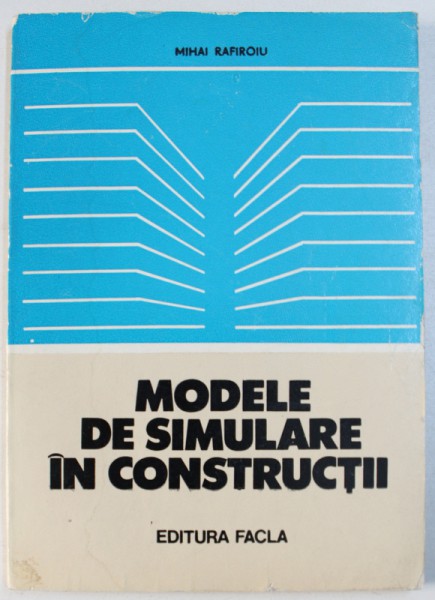 MIHAI RAFIROIU
MODELE
DE SIMULARE
ÎN CONSTRUCȚII
EDITURA FACLA